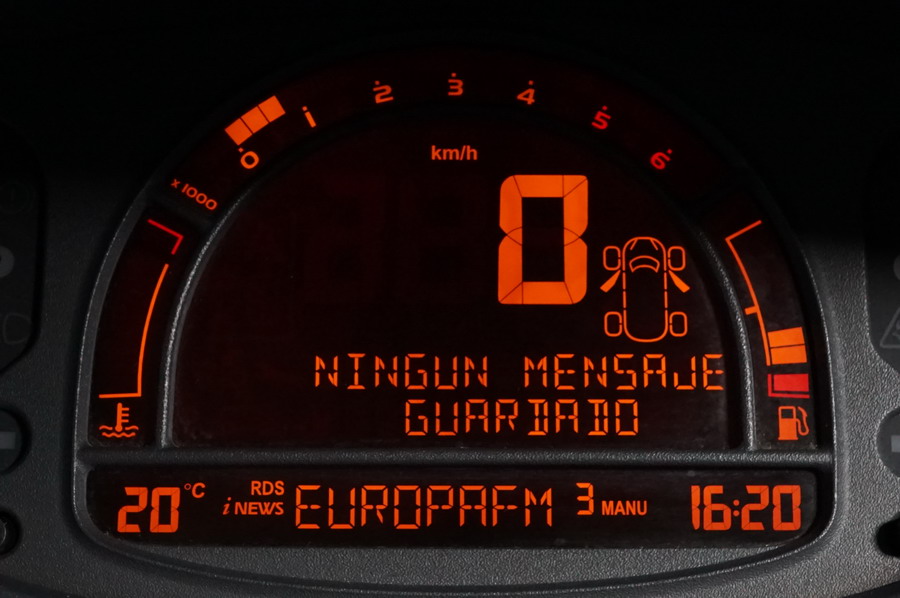 0 1 2 3 4 5 6
x 1000
km/h
0
NINGUN MENSAJE
GUARDADO
20 °C RDS i NEWS EUROPAFM 3 MANU 16:20